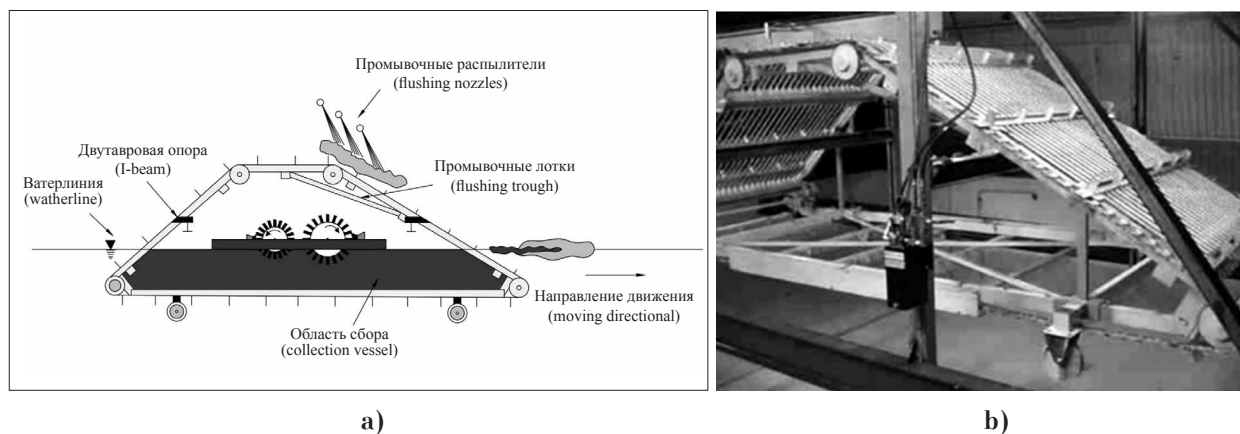 Промывочные распылители
(flushing nozzles)
Двутавровая опора
(I-beam)
Промывочные лотки
(flushing trough)
Ватерлиния
(watherline)
Направление движения
(moving directional)
Область сбора
(collection vessel)
a)
b)